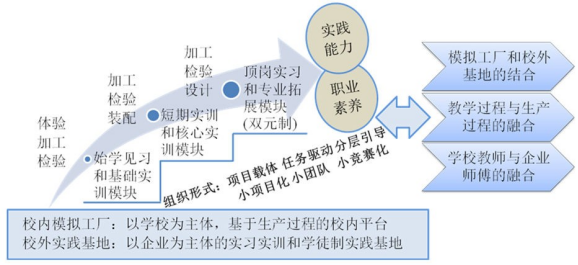 实践
能力
职业
素养
加工
检验
设计
顶岗实习
和专业拓
展模块
(双元制)
加工
检验
装配
短期实训
和核心实
训模块
体验
加工
检验
始学见习
和基础实
训模块
组织形式：项目载体 任务驱动 分层引导
小项目化 小团队 小竞赛化
模拟工厂和校外
基地的结合
教学过程与生产
过程的融合
学校教师与企业
师傅的融合
校内模拟工厂：以学校为主体，基于生产过程的校内平台
校外实践基地：以企业为主体的实习实训和学徒制实践基地